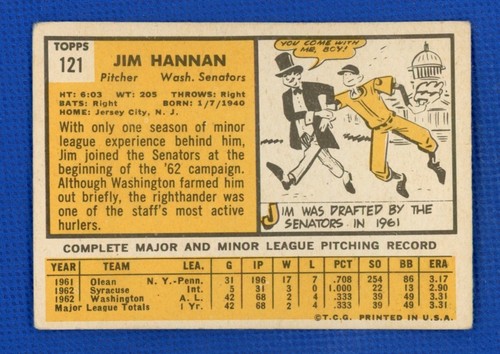 TOPPS
121
JIM HANNAN
Pitcher Wash. Senators
HT: 6:03 WT: 205 THROWS: Right
BATS: Right BORN: 1/7/1940
HOME: Jersey City, N. J.
With only one season of minor
league experience behind him,
Jim joined the Senators at the
beginning of the '62 campaign.
Although Washington farmed him
out briefly, the righthander was
one of the staff's most active
hurlers.
YOU COME WITH
ME, BOY!
JIM WAS DRAFTED BY THE
SENATORS IN 1961
COMPLETE MAJOR AND MINOR LEAGUE PITCHING RECORD
YEAR TEAM LEA. G IP W L PCT SO BB ERA
1961 Olean N. Y.-Penn. 31 196 17 7 .708 254 86 3.17
1962 Syracuse Int. 5 31 3 0 1.000 22 13 2.90
1962 Washington A. L. 42 68 2 4 .333 39 49 3.31
Major League Totals 1 Yr. 42 68 2 4 .333 39 49 3.31
©T.C.G. PRINTED IN U.S.A.